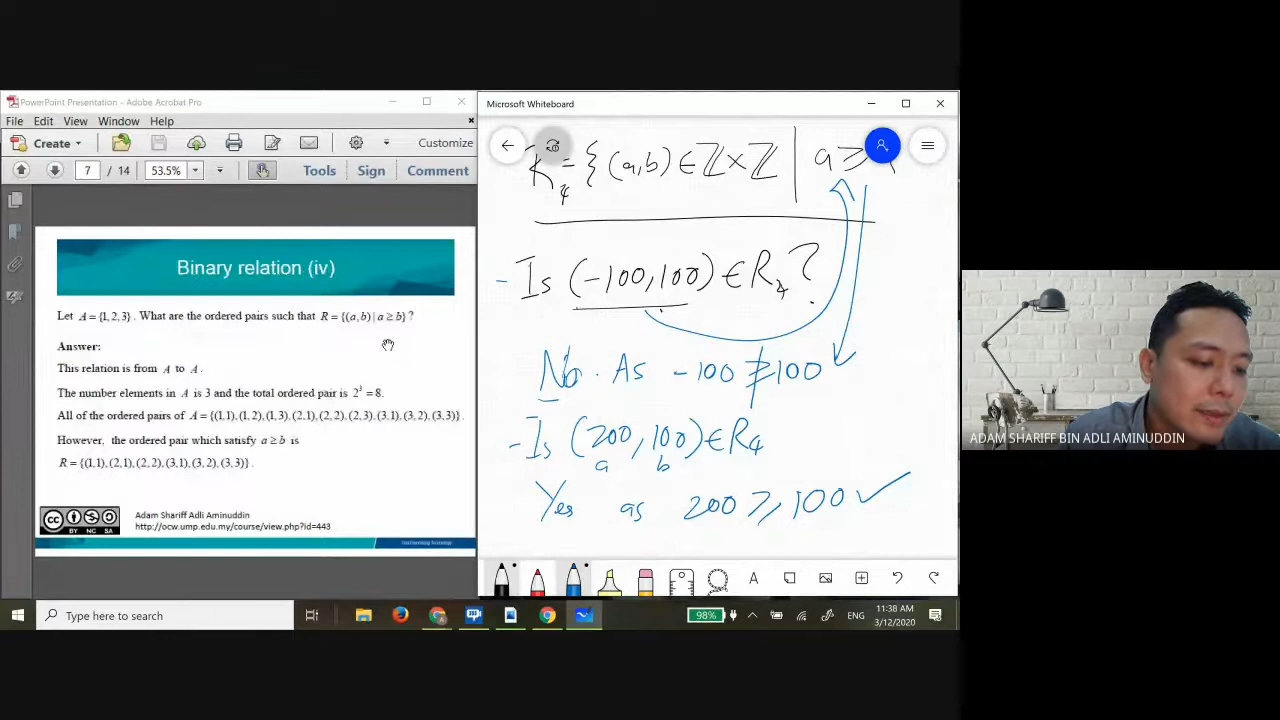 PowerPoint Presentation - Adobe Acrobat Pro
File Edit View Window Help
Create Customize
7 / 14 53.5% Tools Sign Comment
Binary relation (iv)
Let A = {1,2,3}. What are the ordered pairs such that R = {(a,b) | a ≥ b}?
Answer:
This relation is from A to A.
The number elements in A is 3 and the total ordered pair is 2³ = 8.
All of the ordered pairs of A = {(1,1),(1,2),(1,3),(2,1),(2,2),(2,3),(3,1),(3,2),(3,3)}.
However, the ordered pair which satisfy a ≥ b is
R = {(1,1),(2,1),(2,2),(3,1),(3,2),(3,3)}.
CC BY NC SA
Adam Shariff Adli Aminuddin
http://ocw.ump.edu.my/course/view.php?id=443
Microsoft Whiteboard
R₄ = {(a,b) ∈ ℤ × ℤ | a ≥
- Is (-100,100) ∈ R₄?
No. As -100 ≱ 100
- Is (200,100) ∈ R₄
a b
Yes as 200 ≥ 100 ✓
A
ADAM SHARIFF BIN ADLI AMINUDDIN
Type here to search
98% ENG 11:38 AM
3/12/2020